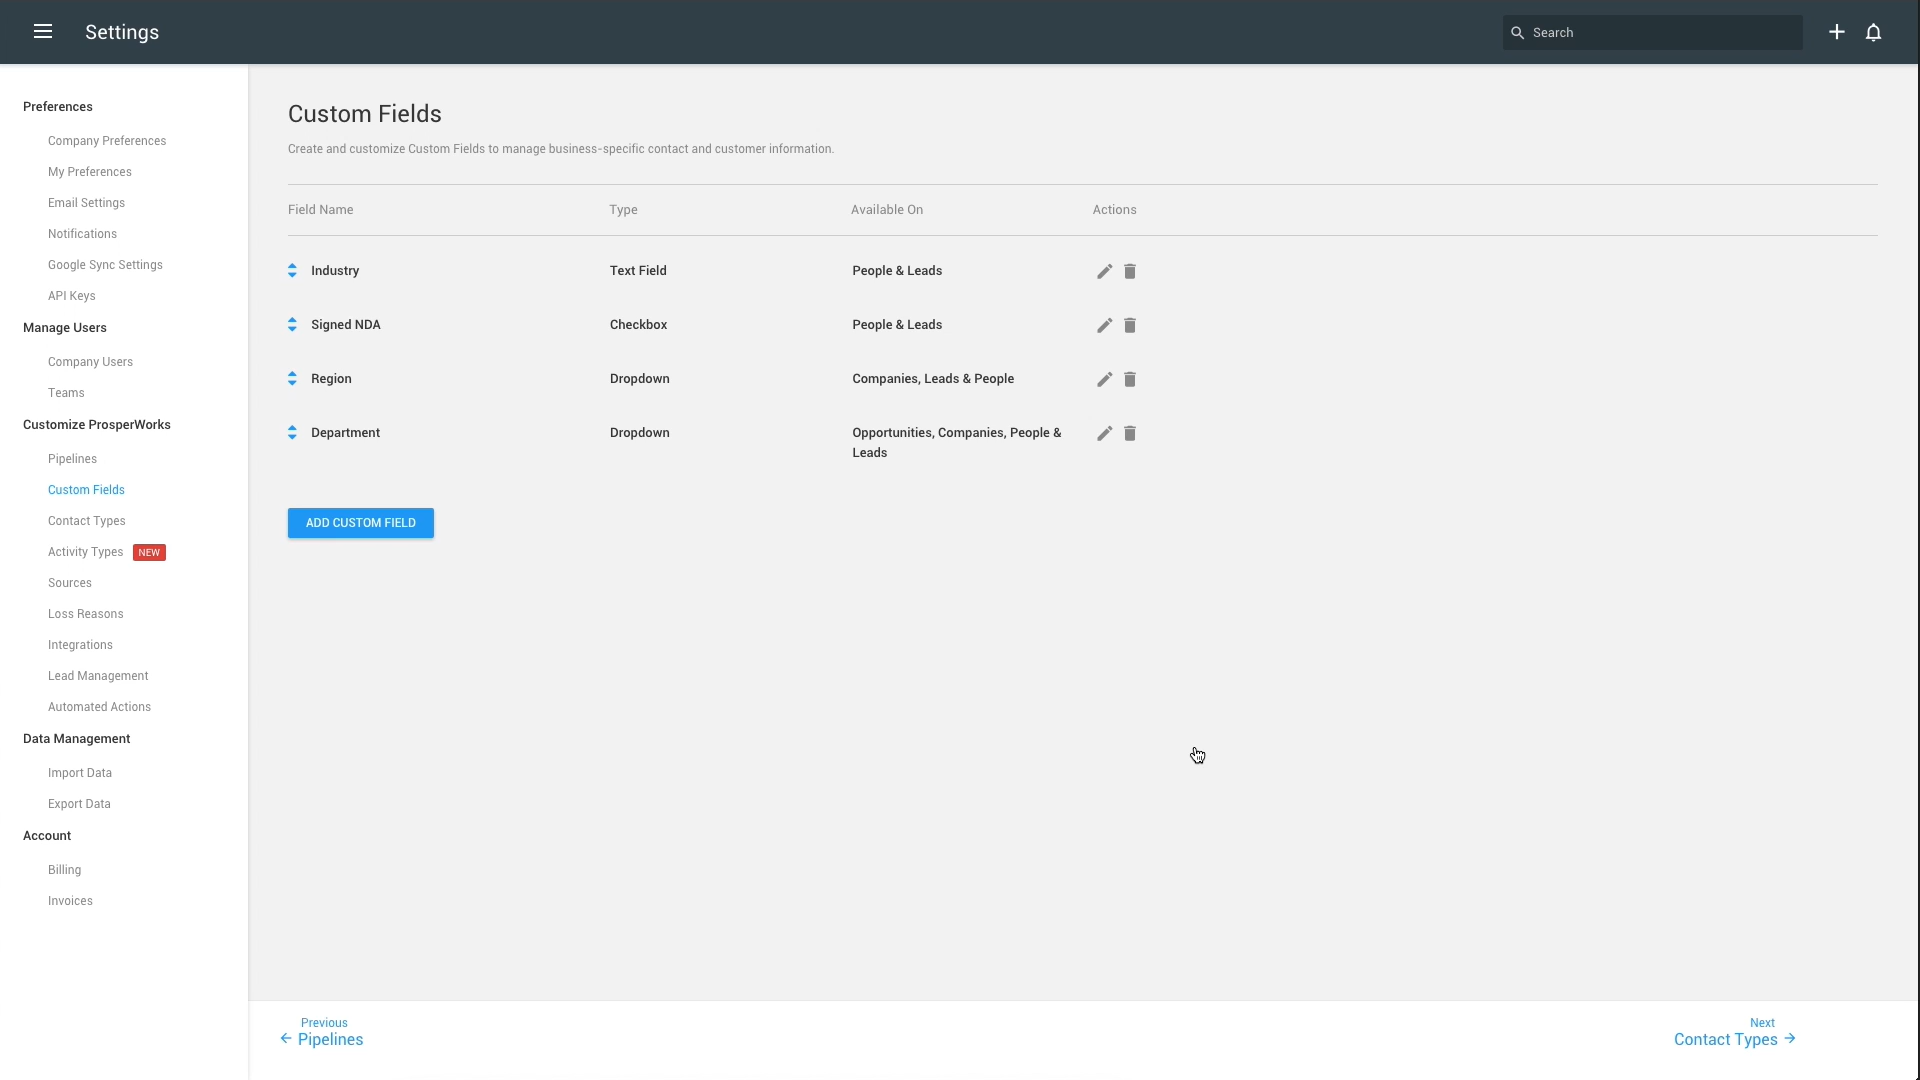 Settings
Search
Preferences
Company Preferences
My Preferences
Email Settings
Notifications
Google Sync Settings
API Keys
Manage Users
Company Users
Teams
Customize ProsperWorks
Pipelines
Custom Fields
Contact Types
Activity Types NEW
Sources
Loss Reasons
Integrations
Lead Management
Automated Actions
Data Management
Import Data
Export Data
Account
Billing
Invoices
Custom Fields
Create and customize Custom Fields to manage business-specific contact and customer information.
Field Name Type Available On Actions
Industry Text Field People & Leads
Signed NDA Checkbox People & Leads
Region Dropdown Companies, Leads & People
Department Dropdown Opportunities, Companies, People &
Leads
ADD CUSTOM FIELD
Previous
Pipelines
Next
Contact Types